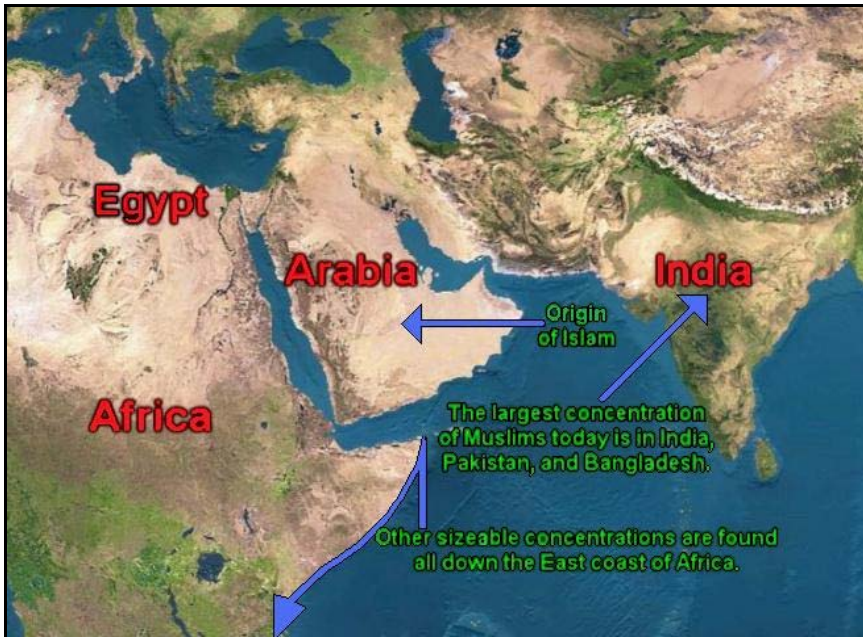 Egypt
Arabia
India
Origin
of Islam
Africa
The largest concentration
of Muslims today is in India,
Pakistan, and Bangladesh.
Other sizeable concentrations are found
all down the East coast of Africa.